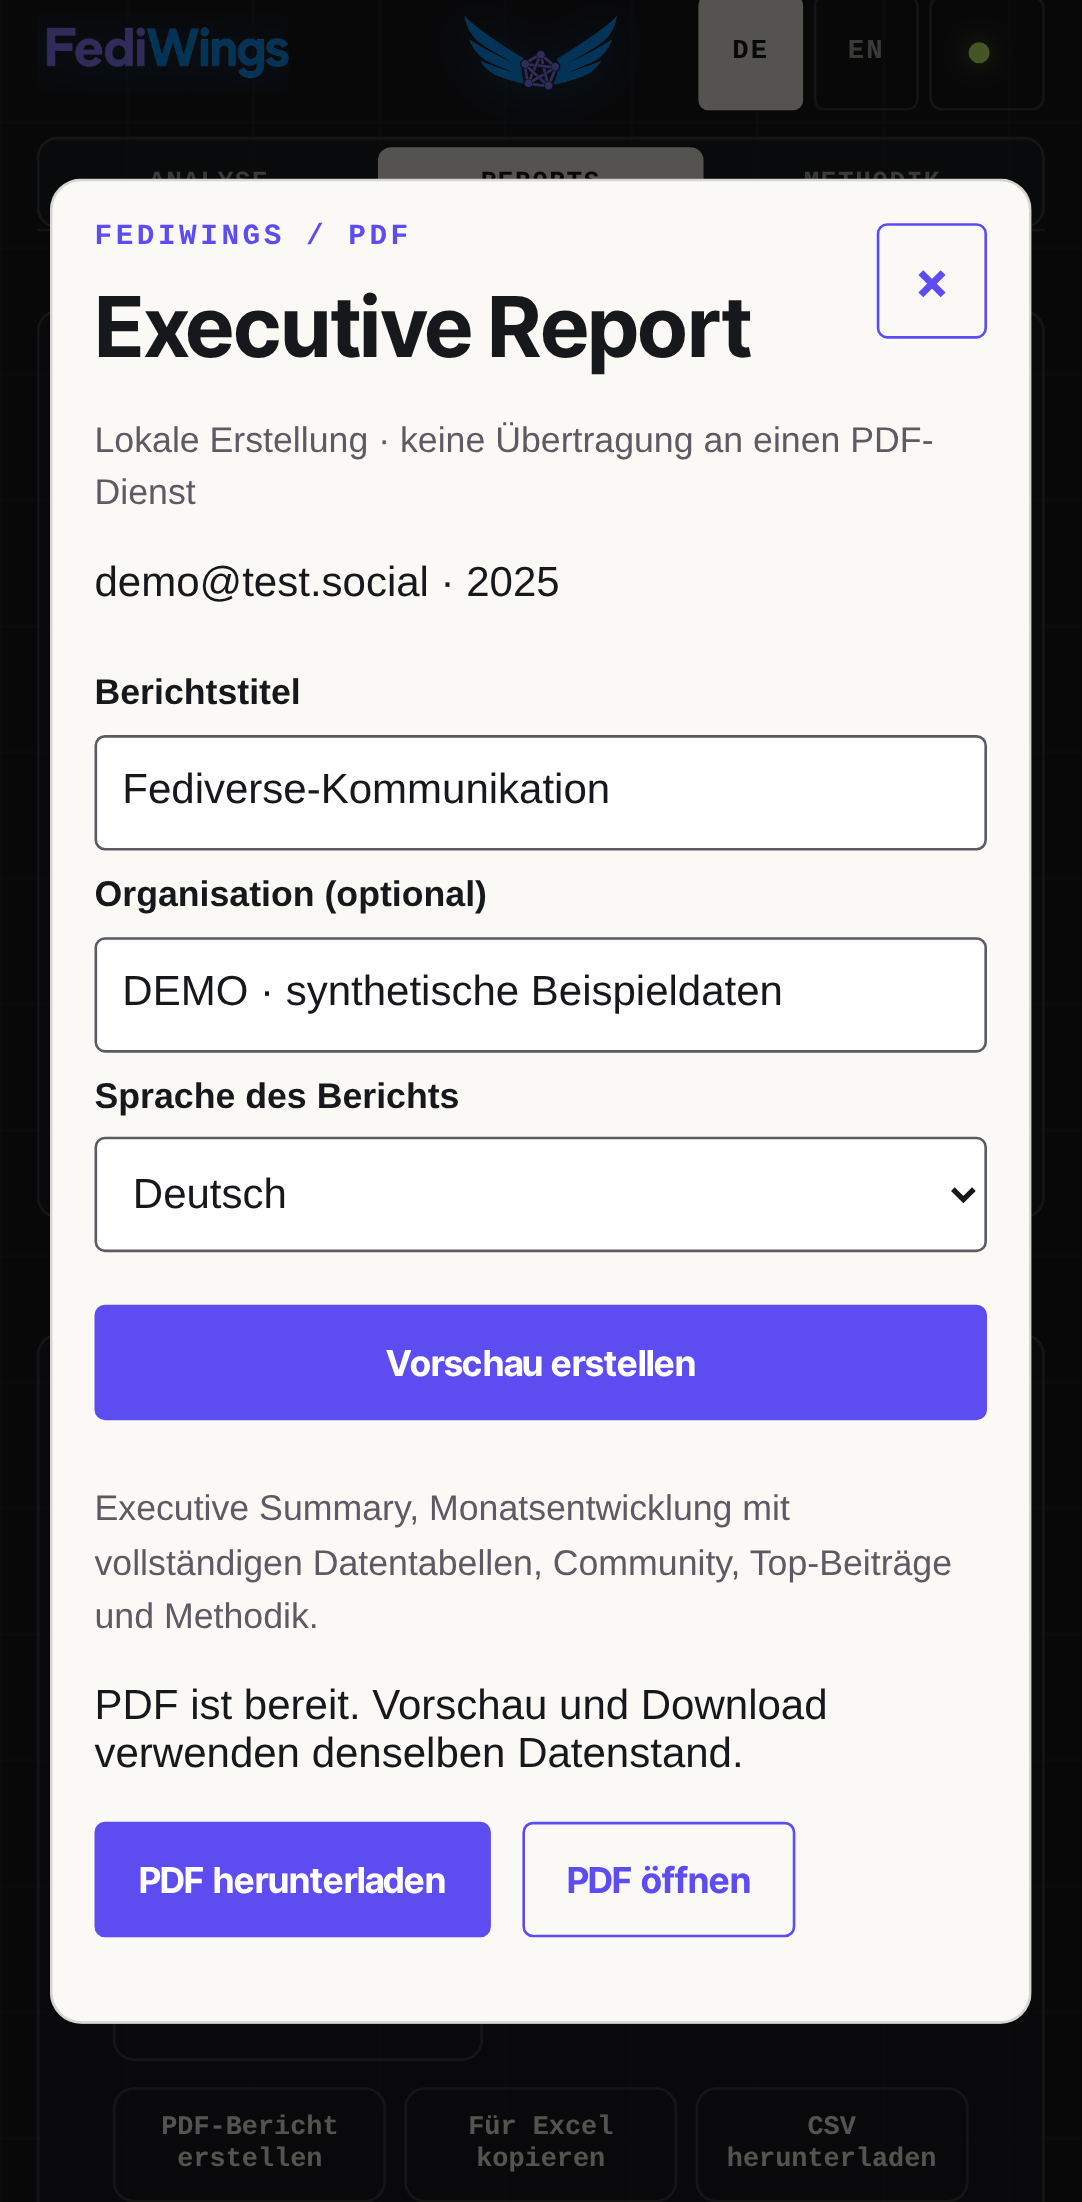 FediWings
DE
EN
ANALYSE
REPORTS
METHODIK
FEDIWINGS / PDF
×
Executive Report
Lokale Erstellung · keine Übertragung an einen PDF-
Dienst
demo@test.social · 2025
Berichtstitel
Fediverse-Kommunikation
Organisation (optional)
DEMO · synthetische Beispieldaten
Sprache des Berichts
Deutsch
Vorschau erstellen
Executive Summary, Monatsentwicklung mit
vollständigen Datentabellen, Community, Top-Beiträge
und Methodik.
PDF ist bereit. Vorschau und Download
verwenden denselben Datenstand.
PDF herunterladen
PDF öffnen
PDF-Bericht
erstellen
Für Excel
kopieren
CSV
herunterladen